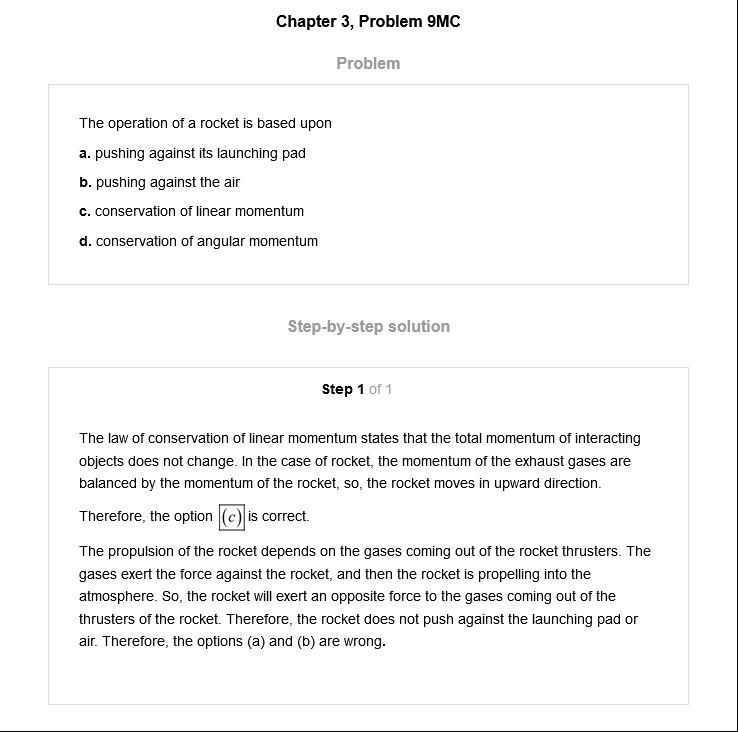 Chapter 3, Problem 9MC
Problem
The operation of a rocket is based upon
a. pushing against its launching pad
b. pushing against the air
c. conservation of linear momentum
d. conservation of angular momentum
Step-by-step solution
Step 1 of 1
The law of conservation of linear momentum states that the total momentum of interacting
objects does not change. In the case of rocket, the momentum of the exhaust gases are
balanced by the momentum of the rocket, so, the rocket moves in upward direction.
Therefore, the option (c) is correct.
The propulsion of the rocket depends on the gases coming out of the rocket thrusters. The
gases exert the force against the rocket, and then the rocket is propelling into the
atmosphere. So, the rocket will exert an opposite force to the gases coming out of the
thrusters of the rocket. Therefore, the rocket does not push against the launching pad or
air. Therefore, the options (a) and (b) are wrong.